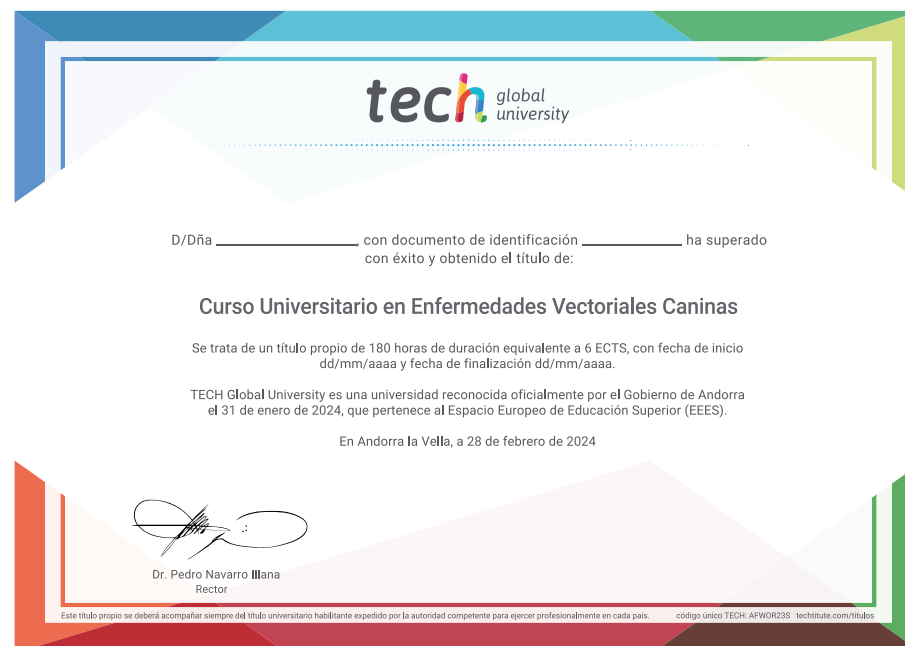 tech global university
D/Dña ____________, con documento de identificación ____________ ha superado
con éxito y obtenido el título de:
Curso Universitario en Enfermedades Vectoriales Caninas
Se trata de un título propio de 180 horas de duración equivalente a 6 ECTS, con fecha de inicio
dd/mm/aaaa y fecha de finalización dd/mm/aaaa.
TECH Global University es una universidad reconocida oficialmente por el Gobierno de Andorra
el 31 de enero de 2024, que pertenece al Espacio Europeo de Educación Superior (EEES).
En Andorra la Vella, a 28 de febrero de 2024
Dr. Pedro Navarro Illana
Rector
Este título propio se deberá acompañar siempre del título universitario habilitante expedido por la autoridad competente para ejercer profesionalmente en cada país. código único TECH: AFWOR23S techtitute.com/titulos